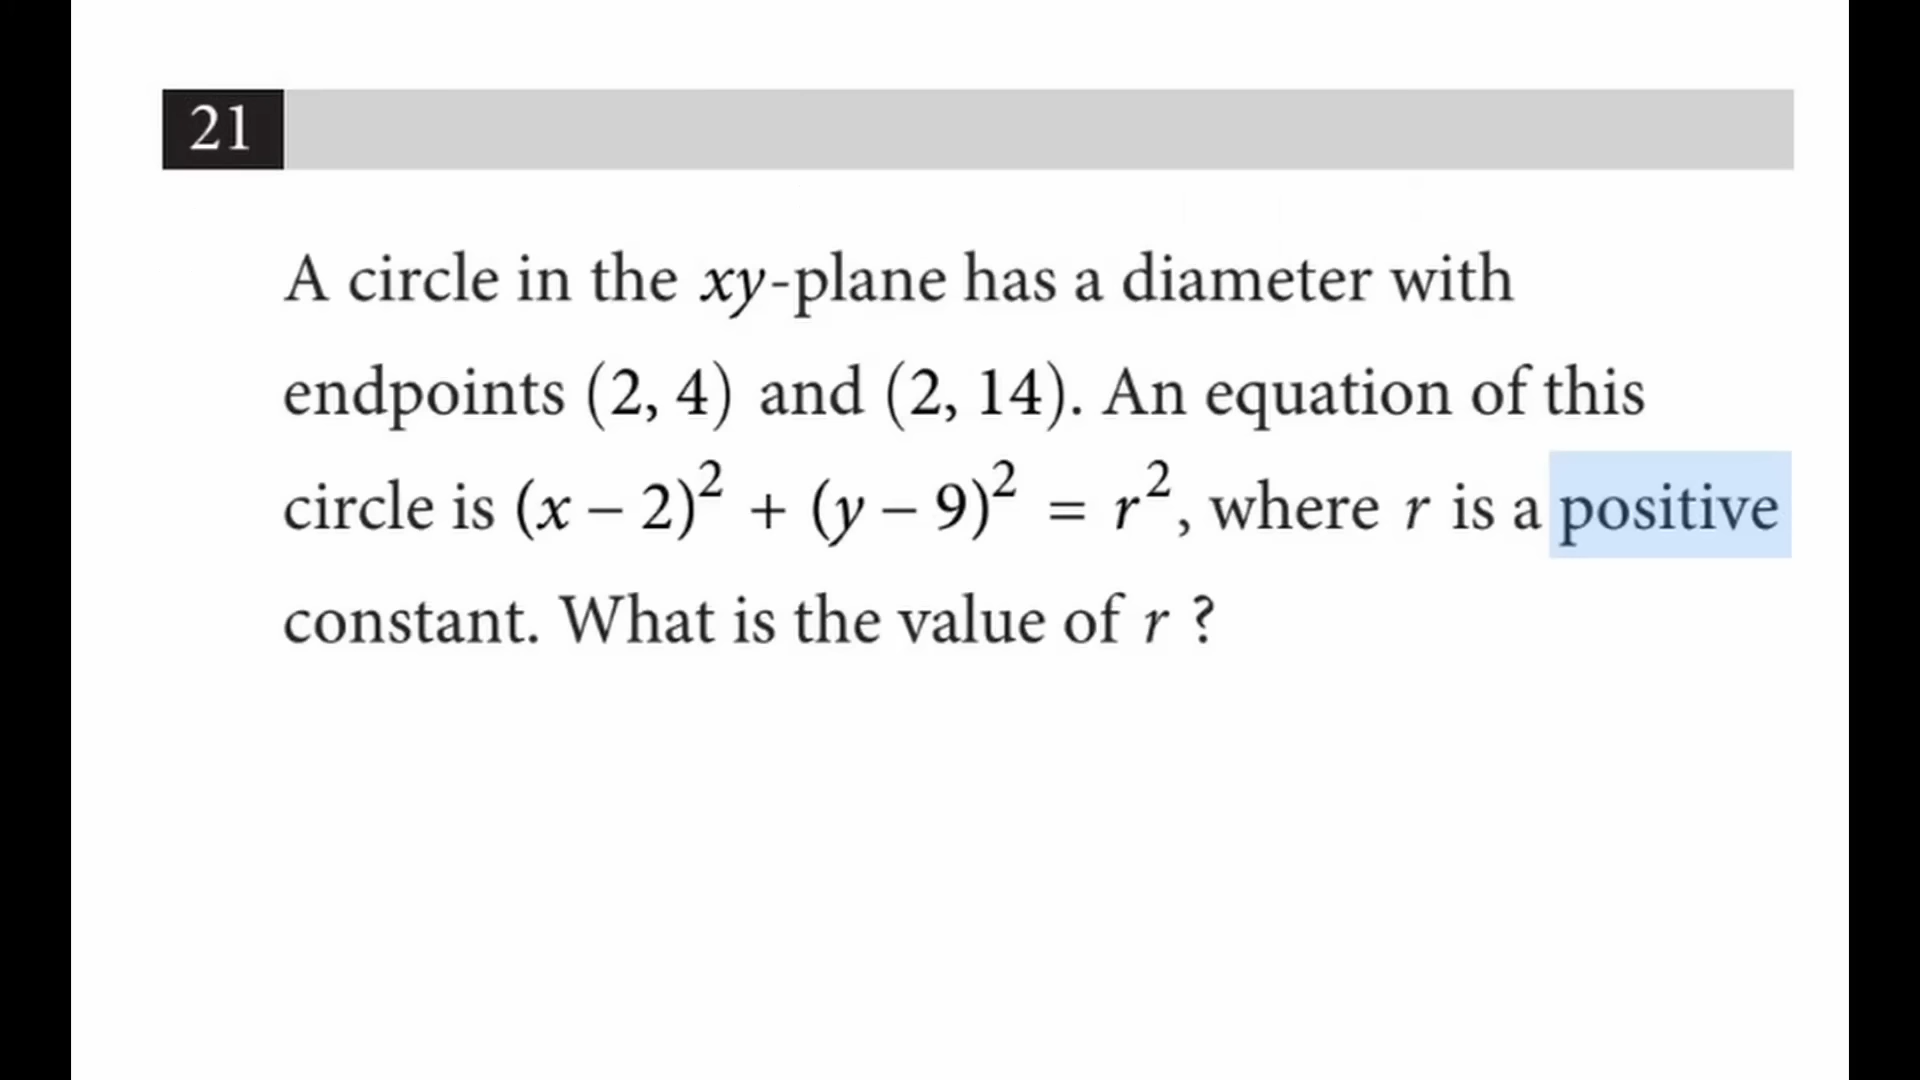 21
A circle in the xy-plane has a diameter with
endpoints (2, 4) and (2, 14). An equation of this
circle is (x – 2)² + (y – 9)² = r², where r is a positive
constant. What is the value of r ?